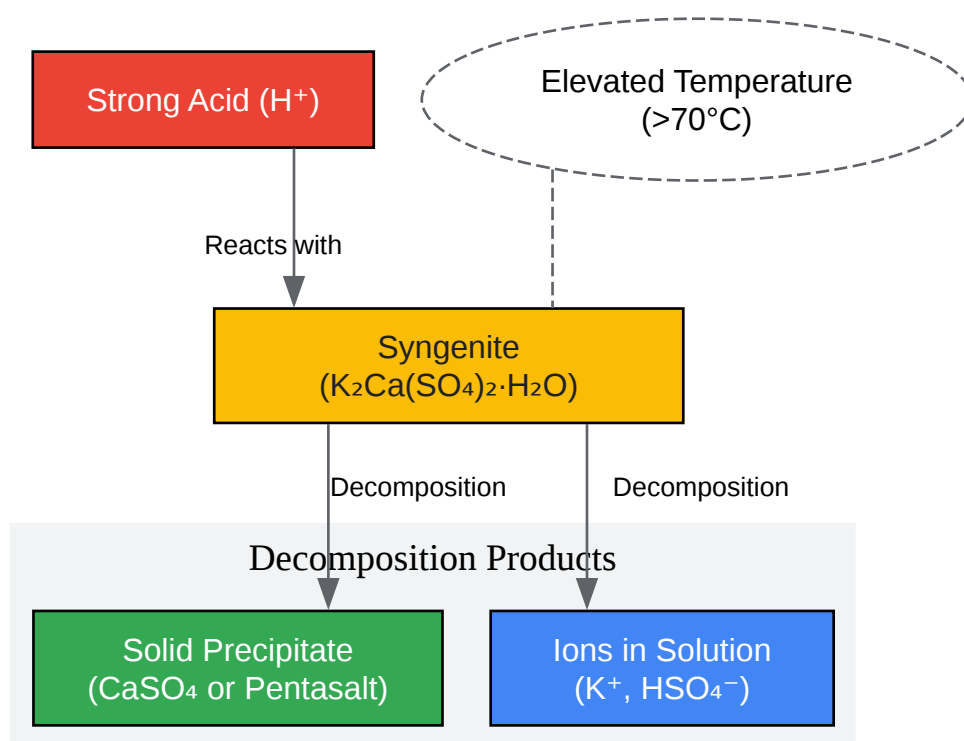 Strong Acid (H⁺)
Elevated Temperature
(>70°C)
Reacts with
Syngenite
(K₂Ca(SO₄)₂·H₂O)
Decomposition
Decomposition
Decomposition Products
Solid Precipitate
(CaSO₄ or Pentasalt)
Ions in Solution
(K⁺, HSO₄⁻)